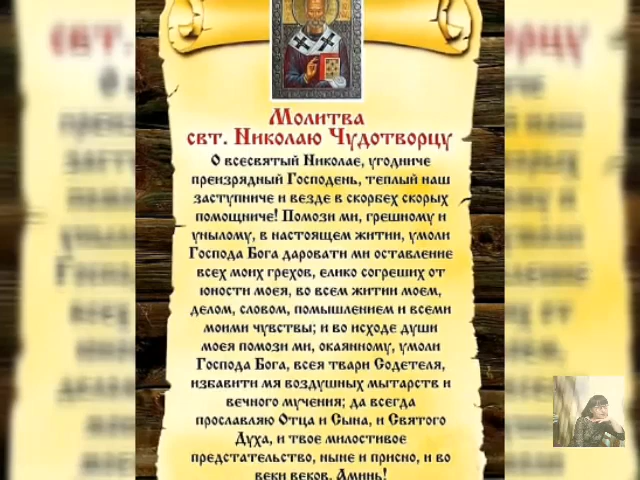 Молитва
свт. Николаю Чудотворцу
О всесвятый Николае, угодниче
преизрядный Господень, теплый наш
заступниче и везде в скорбех скорых
помощниче! Помози ми, грешному и
унылому, в настоящем житии, умоли
Господа Бога даровати ми оставление
всех моих грехов, елико согреших от
юности моея, во всем житии моем,
делом, словом, помышлением и всеми
моими чувствы; и во исходе души
моея помози ми, окаянному, умоли
Господа Бога, всея твари Содетеля,
избавити мя воздушных мытарств и
вечного мучения; да всегда
прославляю Отца и Сына, и Святого
Духа, и твое милостивое
предстательство, ныне и присно, и во
веки веков. Аминь!